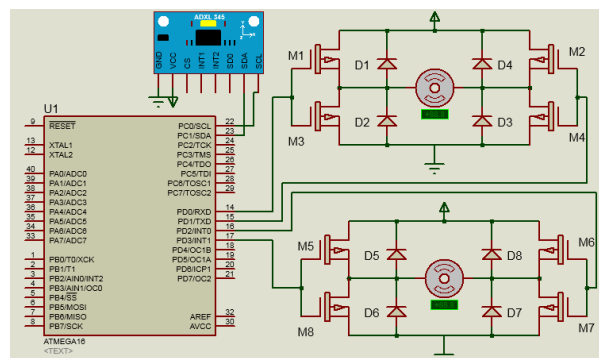 ADXL 345
GND VCC CS INT1 INT2 SD0 SDA SCL
U1
9 RESET
13 XTAL1
12 XTAL2
40 PA0/ADC0
39 PA1/ADC1
38 PA2/ADC2
37 PA3/ADC3
36 PA4/ADC4
35 PA5/ADC5
34 PA6/ADC6
33 PA7/ADC7
1 PB0/T0/XCK
2 PB1/T1
3 PB2/AIN0/INT2
4 PB3/AIN1/OC0
5 PB4/SS
6 PB5/MOSI
7 PB6/MISO
8 PB7/SCK
PC0/SCL 22
PC1/SDA 23
PC2/TCK 24
PC3/TMS 25
PC4/TDO 26
PC5/TDI 27
PC6/TOSC1 28
PC7/TOSC2 29
PD0/RXD 14
PD1/TXD 15
PD2/INT0 16
PD3/INT1 17
PD4/OC1B 18
PD5/OC1A 19
PD6/ICP1 20
PD7/OC2 21
AREF 32
AVCC 30
ATMEGA16
<TEXT>
M1 D1 D4 M2
M3 D2 D3 M4
M5 D5 D8 M6
M8 D6 D7 M7